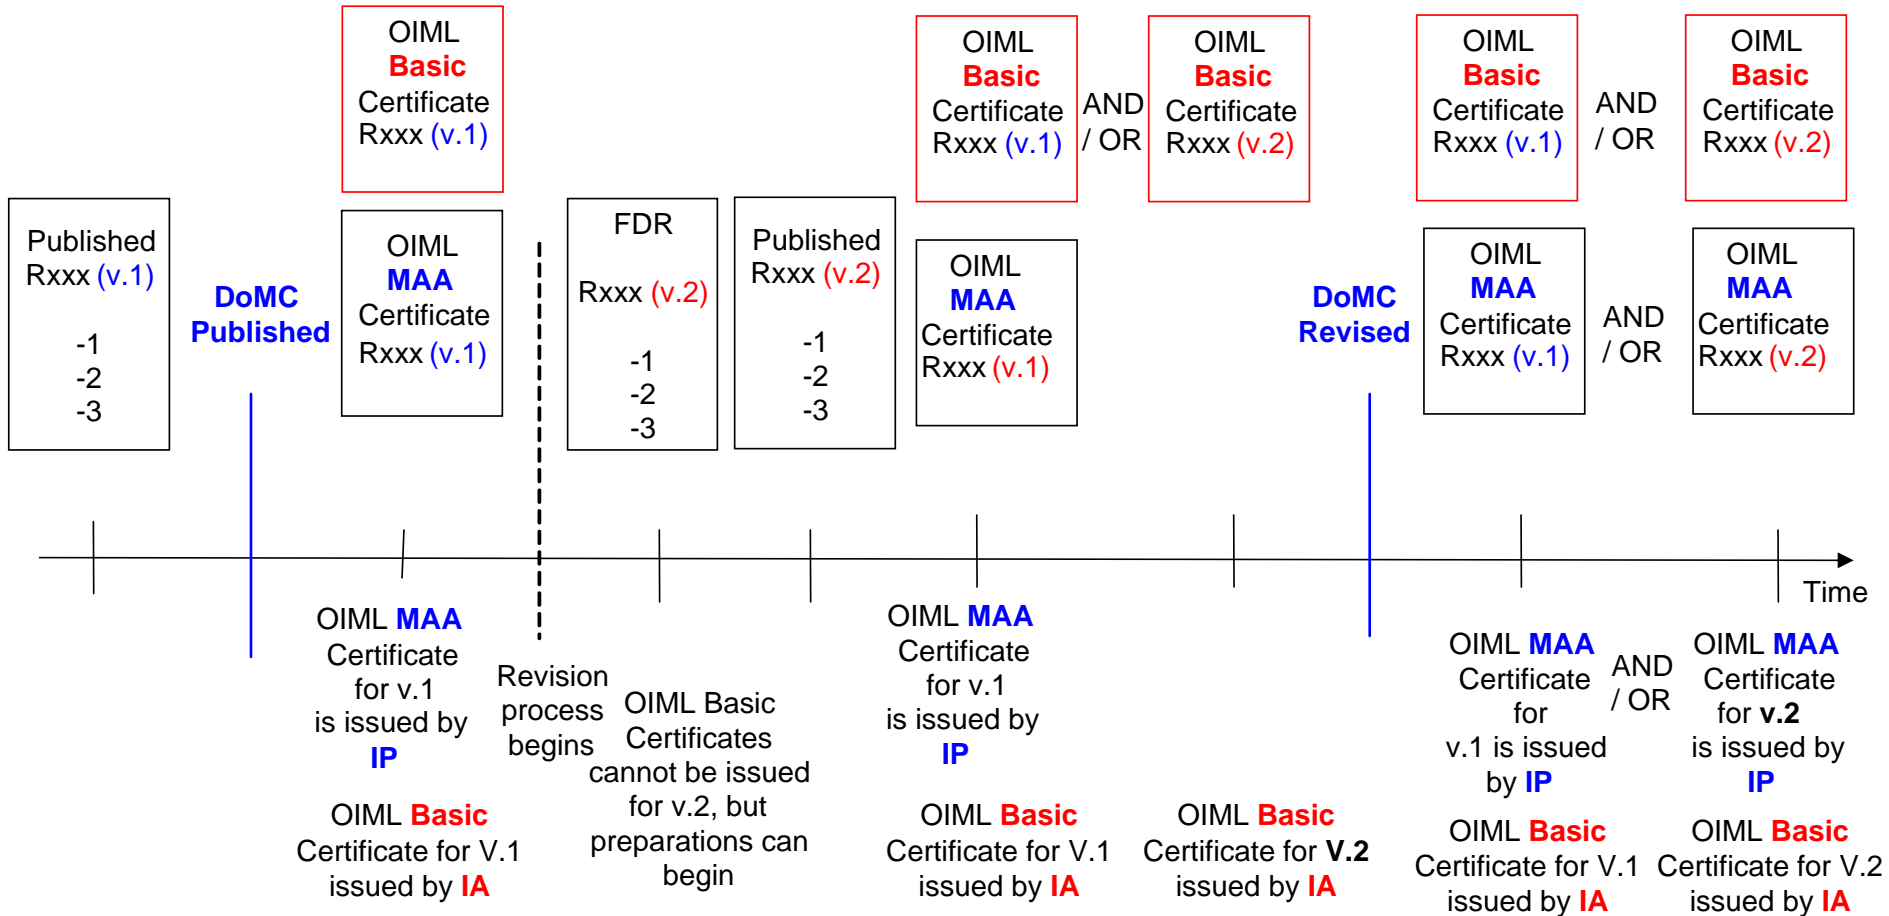 OIML
Basic
Certificate
Rxxx (v.1)
OIML
Basic
Certificate
Rxxx (v.1)
AND
/ OR
OIML
Basic
Certificate
Rxxx (v.2)
OIML
Basic
Certificate
Rxxx (v.1)
AND
/ OR
OIML
Basic
Certificate
Rxxx (v.2)
Published
Rxxx (v.1)
-1
-2
-3
DoMC
Published
OIML
MAA
Certificate
Rxxx (v.1)
FDR
Rxxx (v.2)
-1
-2
-3
Published
Rxxx (v.2)
-1
-2
-3
OIML
MAA
Certificate
Rxxx (v.1)
DoMC
Revised
OIML
MAA
Certificate
Rxxx (v.1)
AND
/ OR
OIML
MAA
Certificate
Rxxx (v.2)
Time
OIML MAA
Certificate
for v.1
is issued by
IP
OIML Basic
Certificate for V.1
issued by IA
Revision
process
begins
OIML Basic
Certificates
cannot be issued
for v.2, but
preparations can
begin
OIML MAA
Certificate
for v.1
is issued by
IP
OIML Basic
Certificate for V.1
issued by IA
OIML Basic
Certificate for V.2
issued by IA
OIML MAA
Certificate
for
v.1 is issued
by IP
AND
/ OR
OIML MAA
Certificate
for v.2
is issued by
IP
OIML Basic
Certificate for V.1
issued by IA
OIML Basic
Certificate for V.2
issued by IA